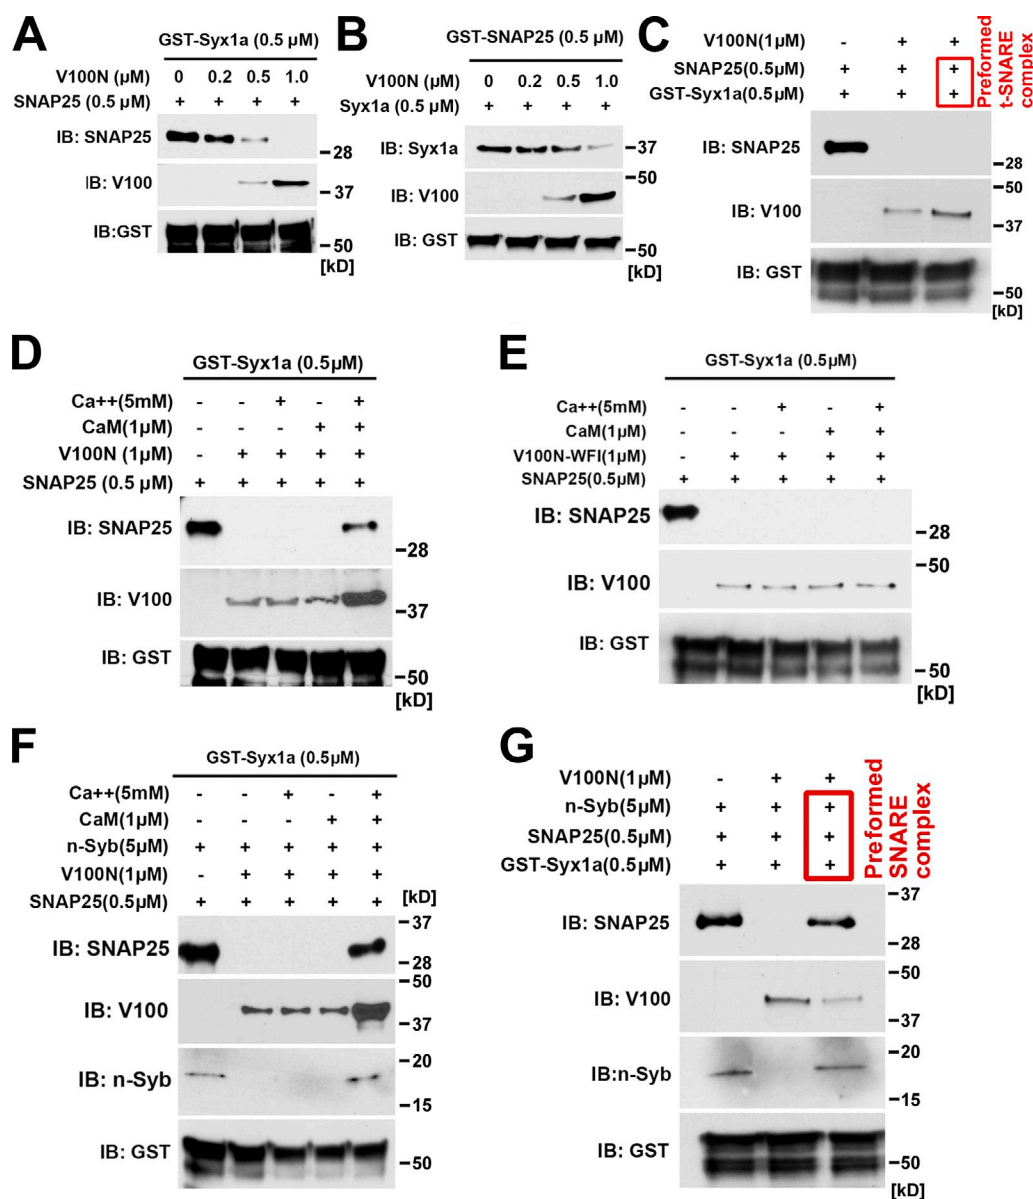 A
GST-Syx1a (0.5 µM)
V100N (µM) 0 0.2 0.5 1.0
SNAP25 (0.5 µM) + + + +
IB: SNAP25
28
IB: V100
37
IB:GST
50
[kD]
B
GST-SNAP25 (0.5 µM)
V100N (µM) 0 0.2 0.5 1.0
Syx1a (0.5 µM) + + + +
IB: Syx1a
37
50
IB: V100
IB: GST
50
[kD]
C
V100N(1µM) - + +
SNAP25(0.5µM) + + +
GST-Syx1a(0.5µM) + + +
Preformed
t-SNARE
complex
IB: SNAP25
28
50
IB: V100
37
IB: GST
50
[kD]
D
GST-Syx1a (0.5µM)
Ca++(5mM) - - + - +
CaM(1µM) - - - + +
V100N (1µM) - + + + +
SNAP25 (0.5 µM) + + + + +
IB: SNAP25
28
IB: V100
37
IB: GST
50
[kD]
E
GST-Syx1a (0.5µM)
Ca++(5mM) - - + - +
CaM(1µM) - - - + +
V100N-WFI(1µM) - + + + +
SNAP25(0.5µM) + + + + +
IB: SNAP25
28
50
IB: V100
IB: GST
50
[kD]
F
GST-Syx1a (0.5µM)
Ca++(5mM) - - + - +
CaM(1µM) - - - + +
n-Syb(5µM) + + + + +
V100N(1µM) - + + + +
SNAP25(0.5µM) + + + + + [kD]
37
IB: SNAP25
28
50
IB: V100
37
20
IB: n-Syb
15
IB: GST
50
G
V100N(1µM) - + +
n-Syb(5µM) + + +
SNAP25(0.5µM) + + +
GST-Syx1a(0.5µM) + + +
Preformed
SNARE
complex
37
IB: SNAP25
28
50
IB: V100
37
20
IB:n-Syb
15
IB: GST
50
[kD]